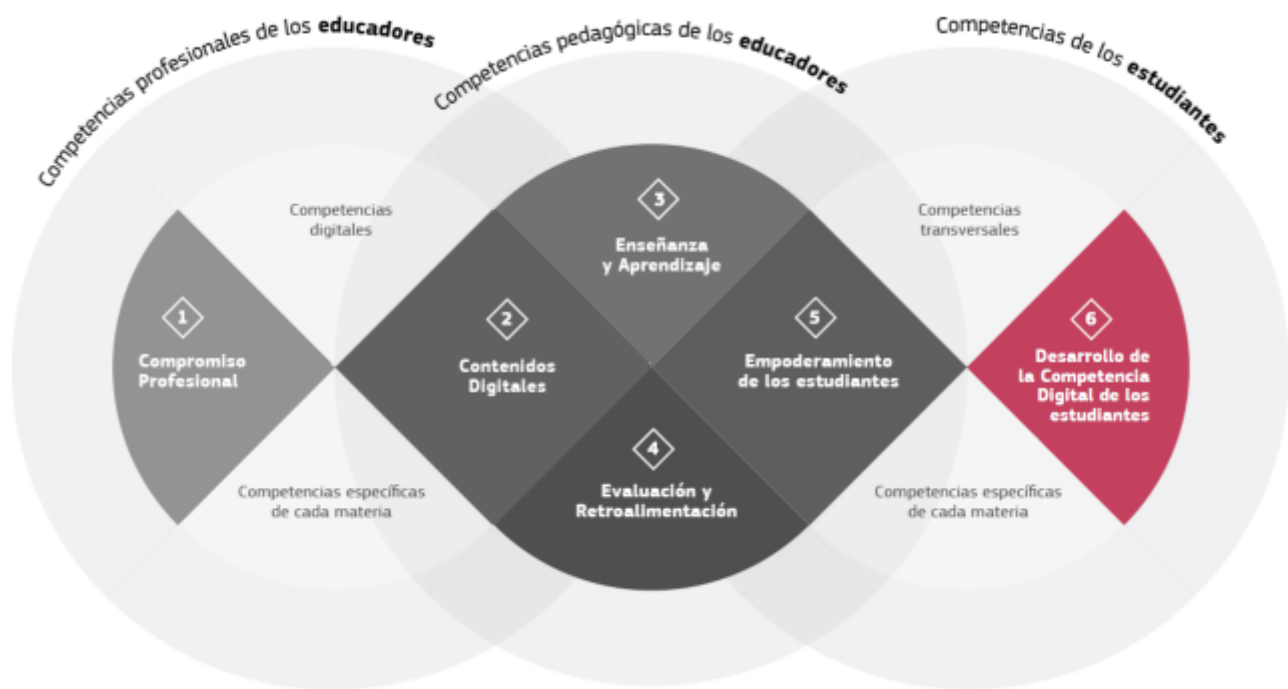 Competencias profesionales de los educadores
Competencias pedagógicas de los educadores
Competencias de los estudiantes
Competencias
digitales
3
Enseñanza
y Aprendizaje
Competencias
transversales
1
Compromiso
Profesional
2
Contenidos
Digitales
5
Empoderamiento
de los estudiantes
6
Desarrollo de
la Competencia
Digital de los
estudiantes
Competencias específicas
de cada materia
4
Evaluación y
Retroalimentación
Competencias específicas
de cada materia